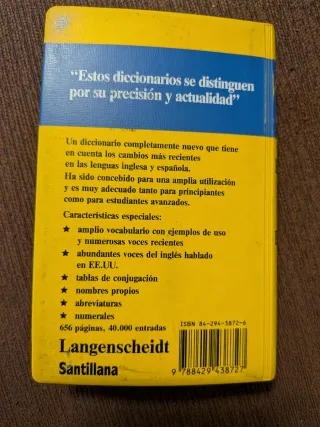 "Estos diccionarios se distinguen
por su precisión y actualidad"
Un diccionario completamente nuevo que tiene
en cuenta los cambios más recientes
en las lenguas inglesa y española.
Ha sido concebido para una amplia utilización
y es muy adecuado tanto para principiantes
como para estudiantes avanzados.
Características especiales:
★ amplio vocabulario con ejemplos de uso
y numerosas voces recientes
★ abundantes voces del inglés hablado
en EE.UU.
★ tablas de conjugación
★ nombres propios
★ abreviaturas
★ numerales
656 páginas, 40.000 entradas
Langenscheidt
Santillana
ISBN 84-294-3872-6
9 788429 438727